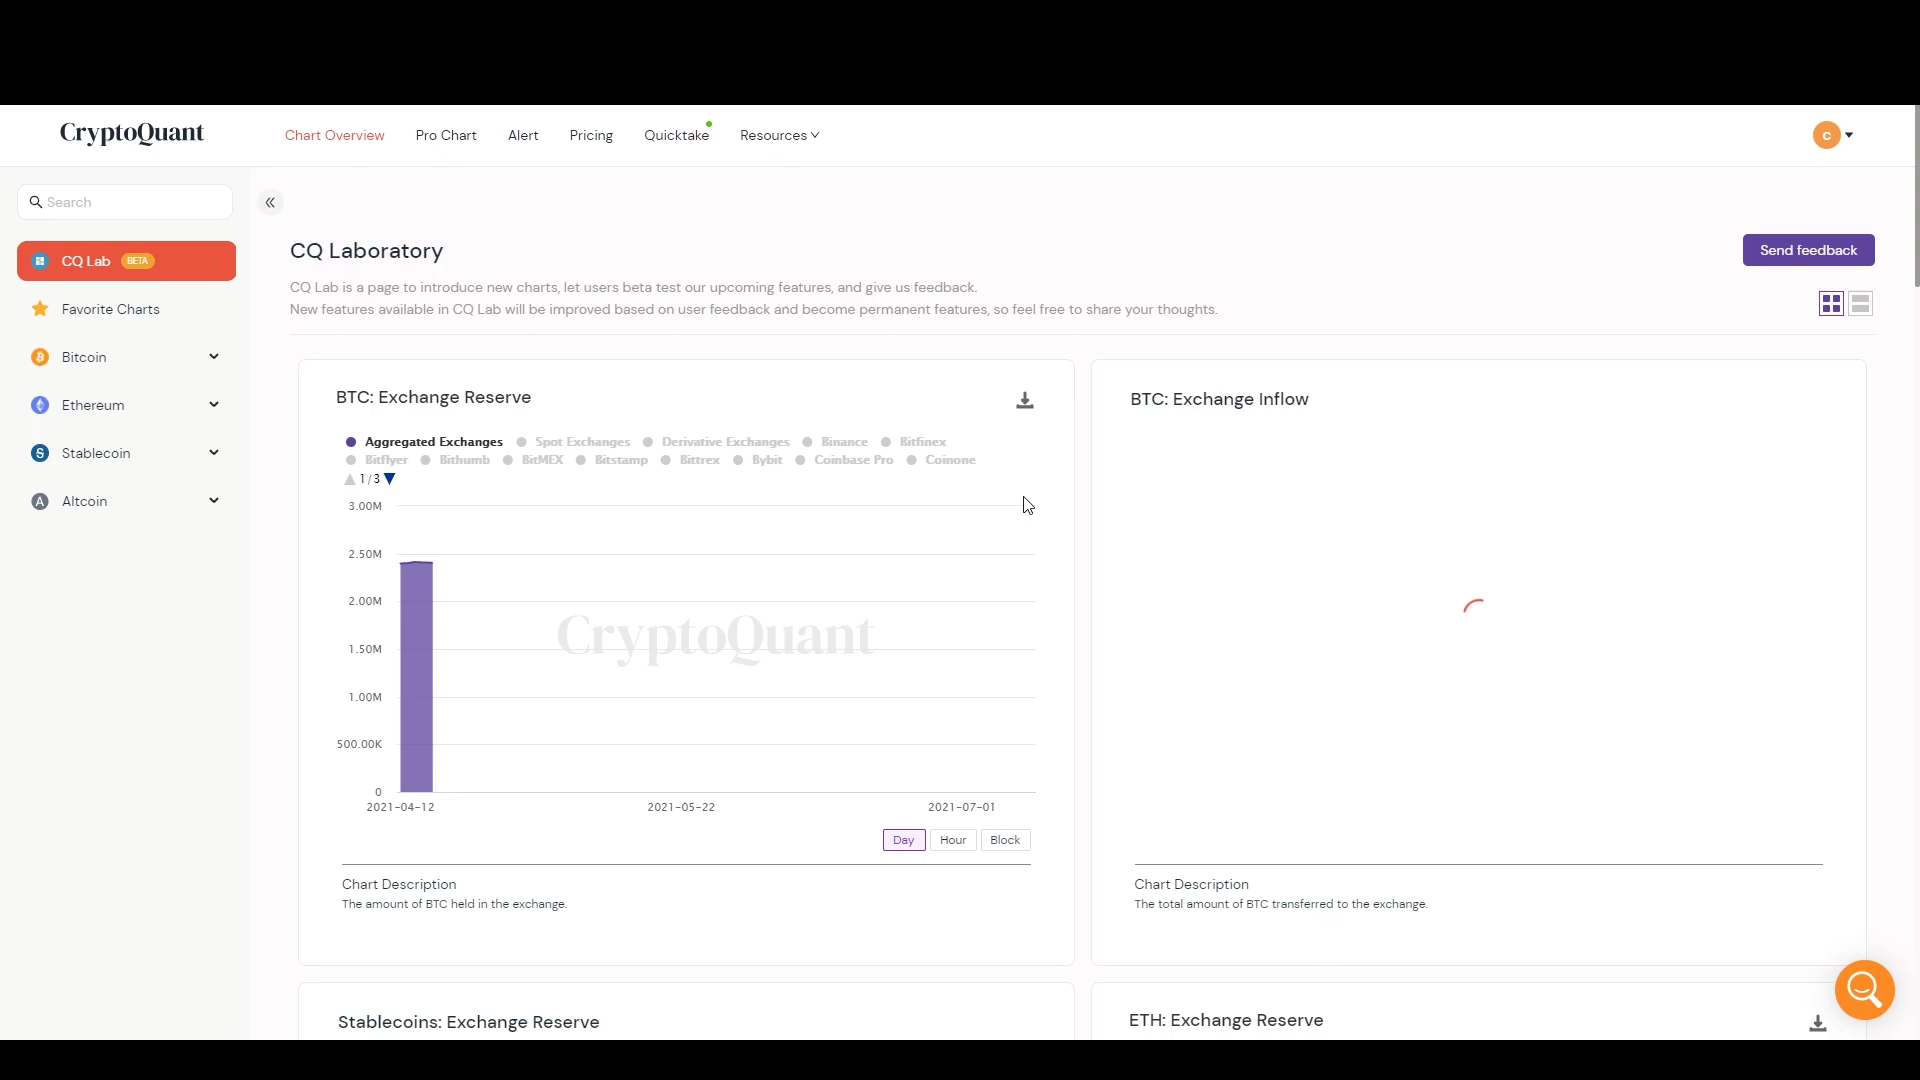 CryptoQuant
Chart Overview
Pro Chart
Alert
Pricing
Quicktake
Resources
C
Search
CQ Lab BETA
Favorite Charts
Bitcoin
Ethereum
Stablecoin
Altcoin
CQ Laboratory
Send feedback
CQ Lab is a page to introduce new charts, let users beta test our upcoming features, and give us feedback.
New features available in CQ Lab will be improved based on user feedback and become permanent features, so feel free to share your thoughts.
BTC: Exchange Reserve
Aggregated Exchanges Spot Exchanges Derivative Exchanges Binance Bitfinex
Bitflyer Bithumb BitMEX Bitstamp Bittrex Bybit Coinbase Pro Coinone
1/3
3.00M
2.50M
2.00M
1.50M
1.00M
500.00K
0
CryptoQuant
2021-04-12 2021-05-22 2021-07-01
Day Hour Block
Chart Description
The amount of BTC held in the exchange.
BTC: Exchange Inflow
Chart Description
The total amount of BTC transferred to the exchange.
Stablecoins: Exchange Reserve
ETH: Exchange Reserve